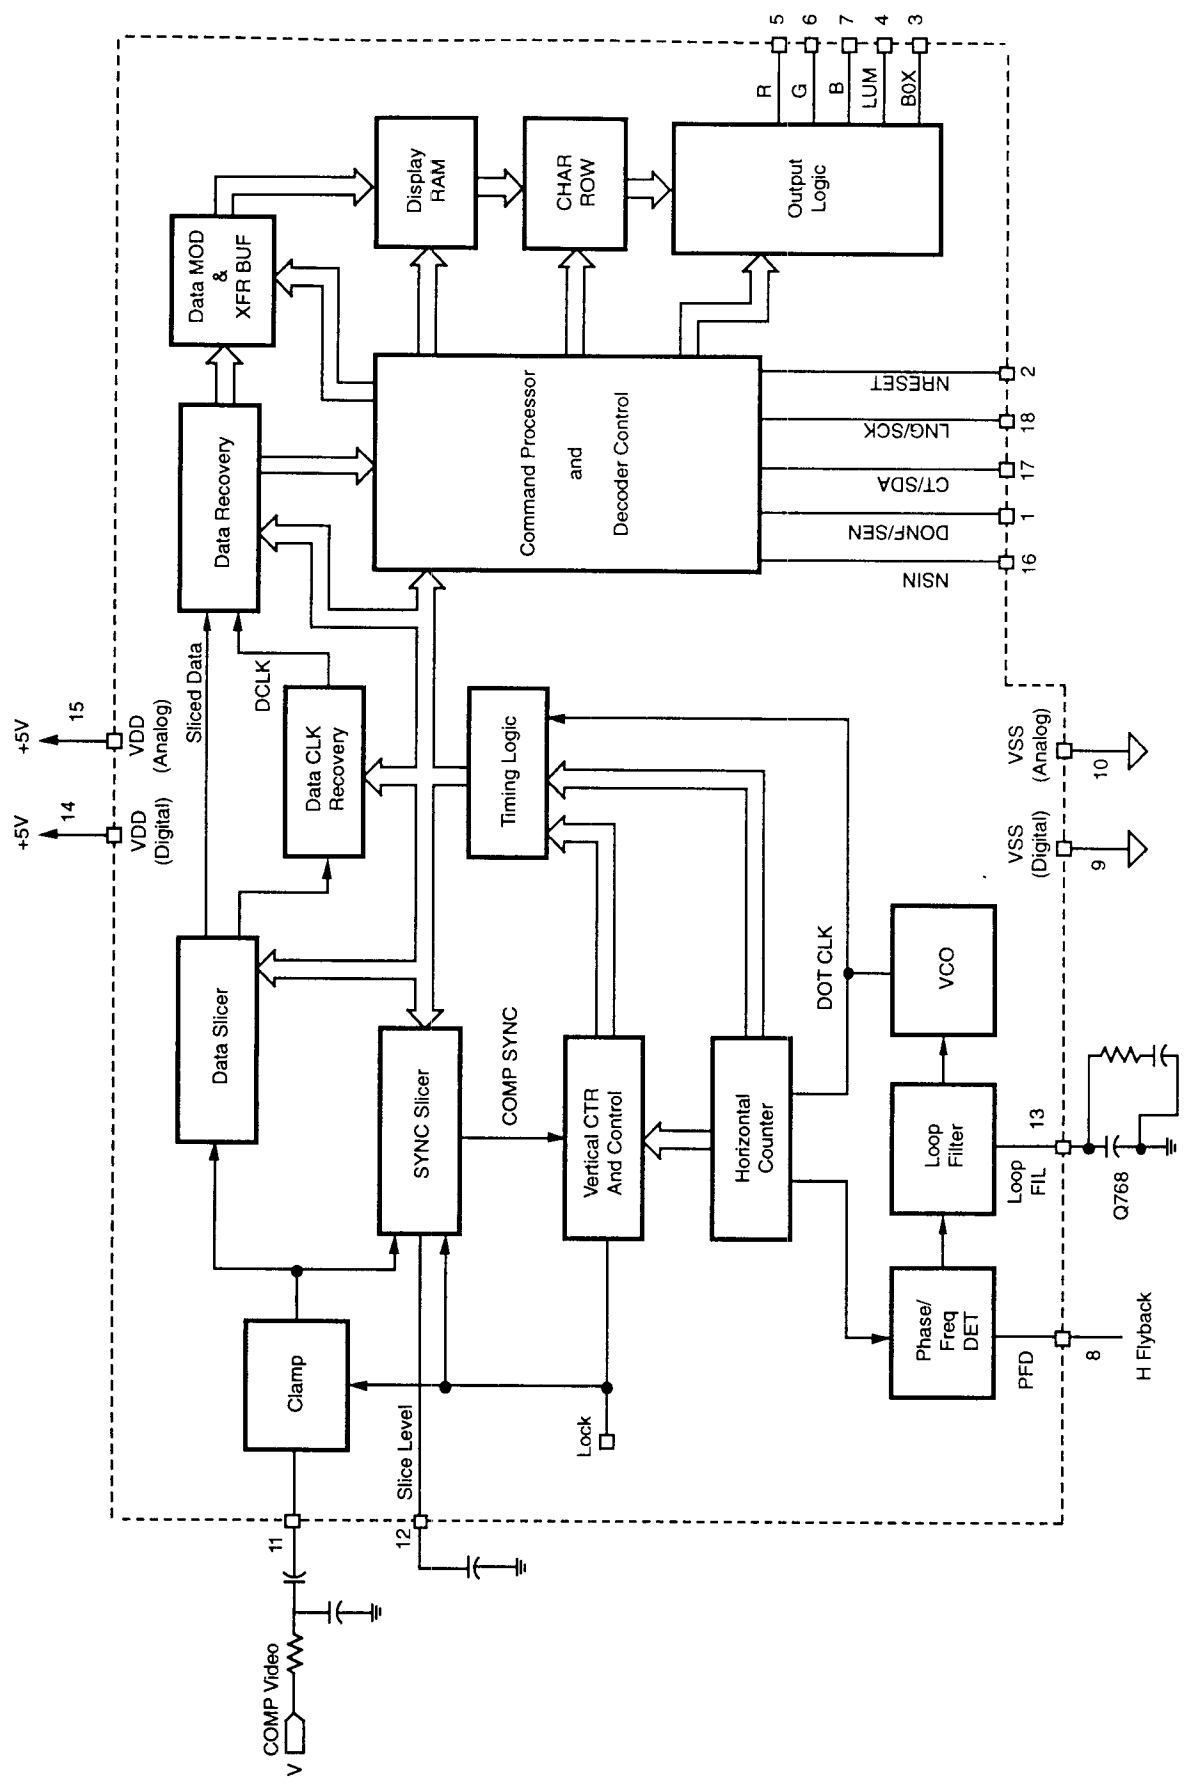 +5V
14
VDD
(Digital)
+5V
15
VDD
(Analog)
COMP Video
V
11
Clamp
Slice Level
12
Lock
Data Slicer
Sliced Data
DCLK
Data CLK
Recovery
Data Recovery
Data MOD
&
XFR BUF
SYNC Slicer
COMP SYNC
Timing Logic
Command Processor
and
Decoder Control
Display
RAM
CHAR
ROW
Output
Logic
R
5
G
6
B
7
LUM
4
BOX
3
Vertical CTR
And Control
Horizontal
Counter
DOT CLK
Phase/
Freq
DET
Loop
Filter
VCO
PFD
8
H Flyback
Loop
FIL
13
Q768
VSS
(Digital)
9
VSS
(Analog)
10
NSIN
16
DONF/SEN
1
CT/SDA
17
LNG/SCK
18
NRESET
2